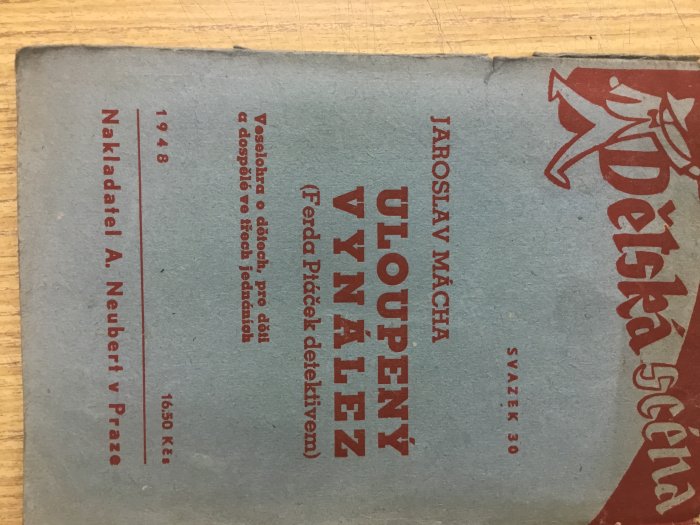 Dětská scéna
SVAZEK 30
JAROSLAV MÁCHA
ULOUPENÝ
VYNÁLEZ
(Ferda Ptáček detektivem)
Veselohra o dětech, pro děti
a dospělé ve třech jednáních
1948 16.50 Kčs
Nakladatel A. Neubert v Praze